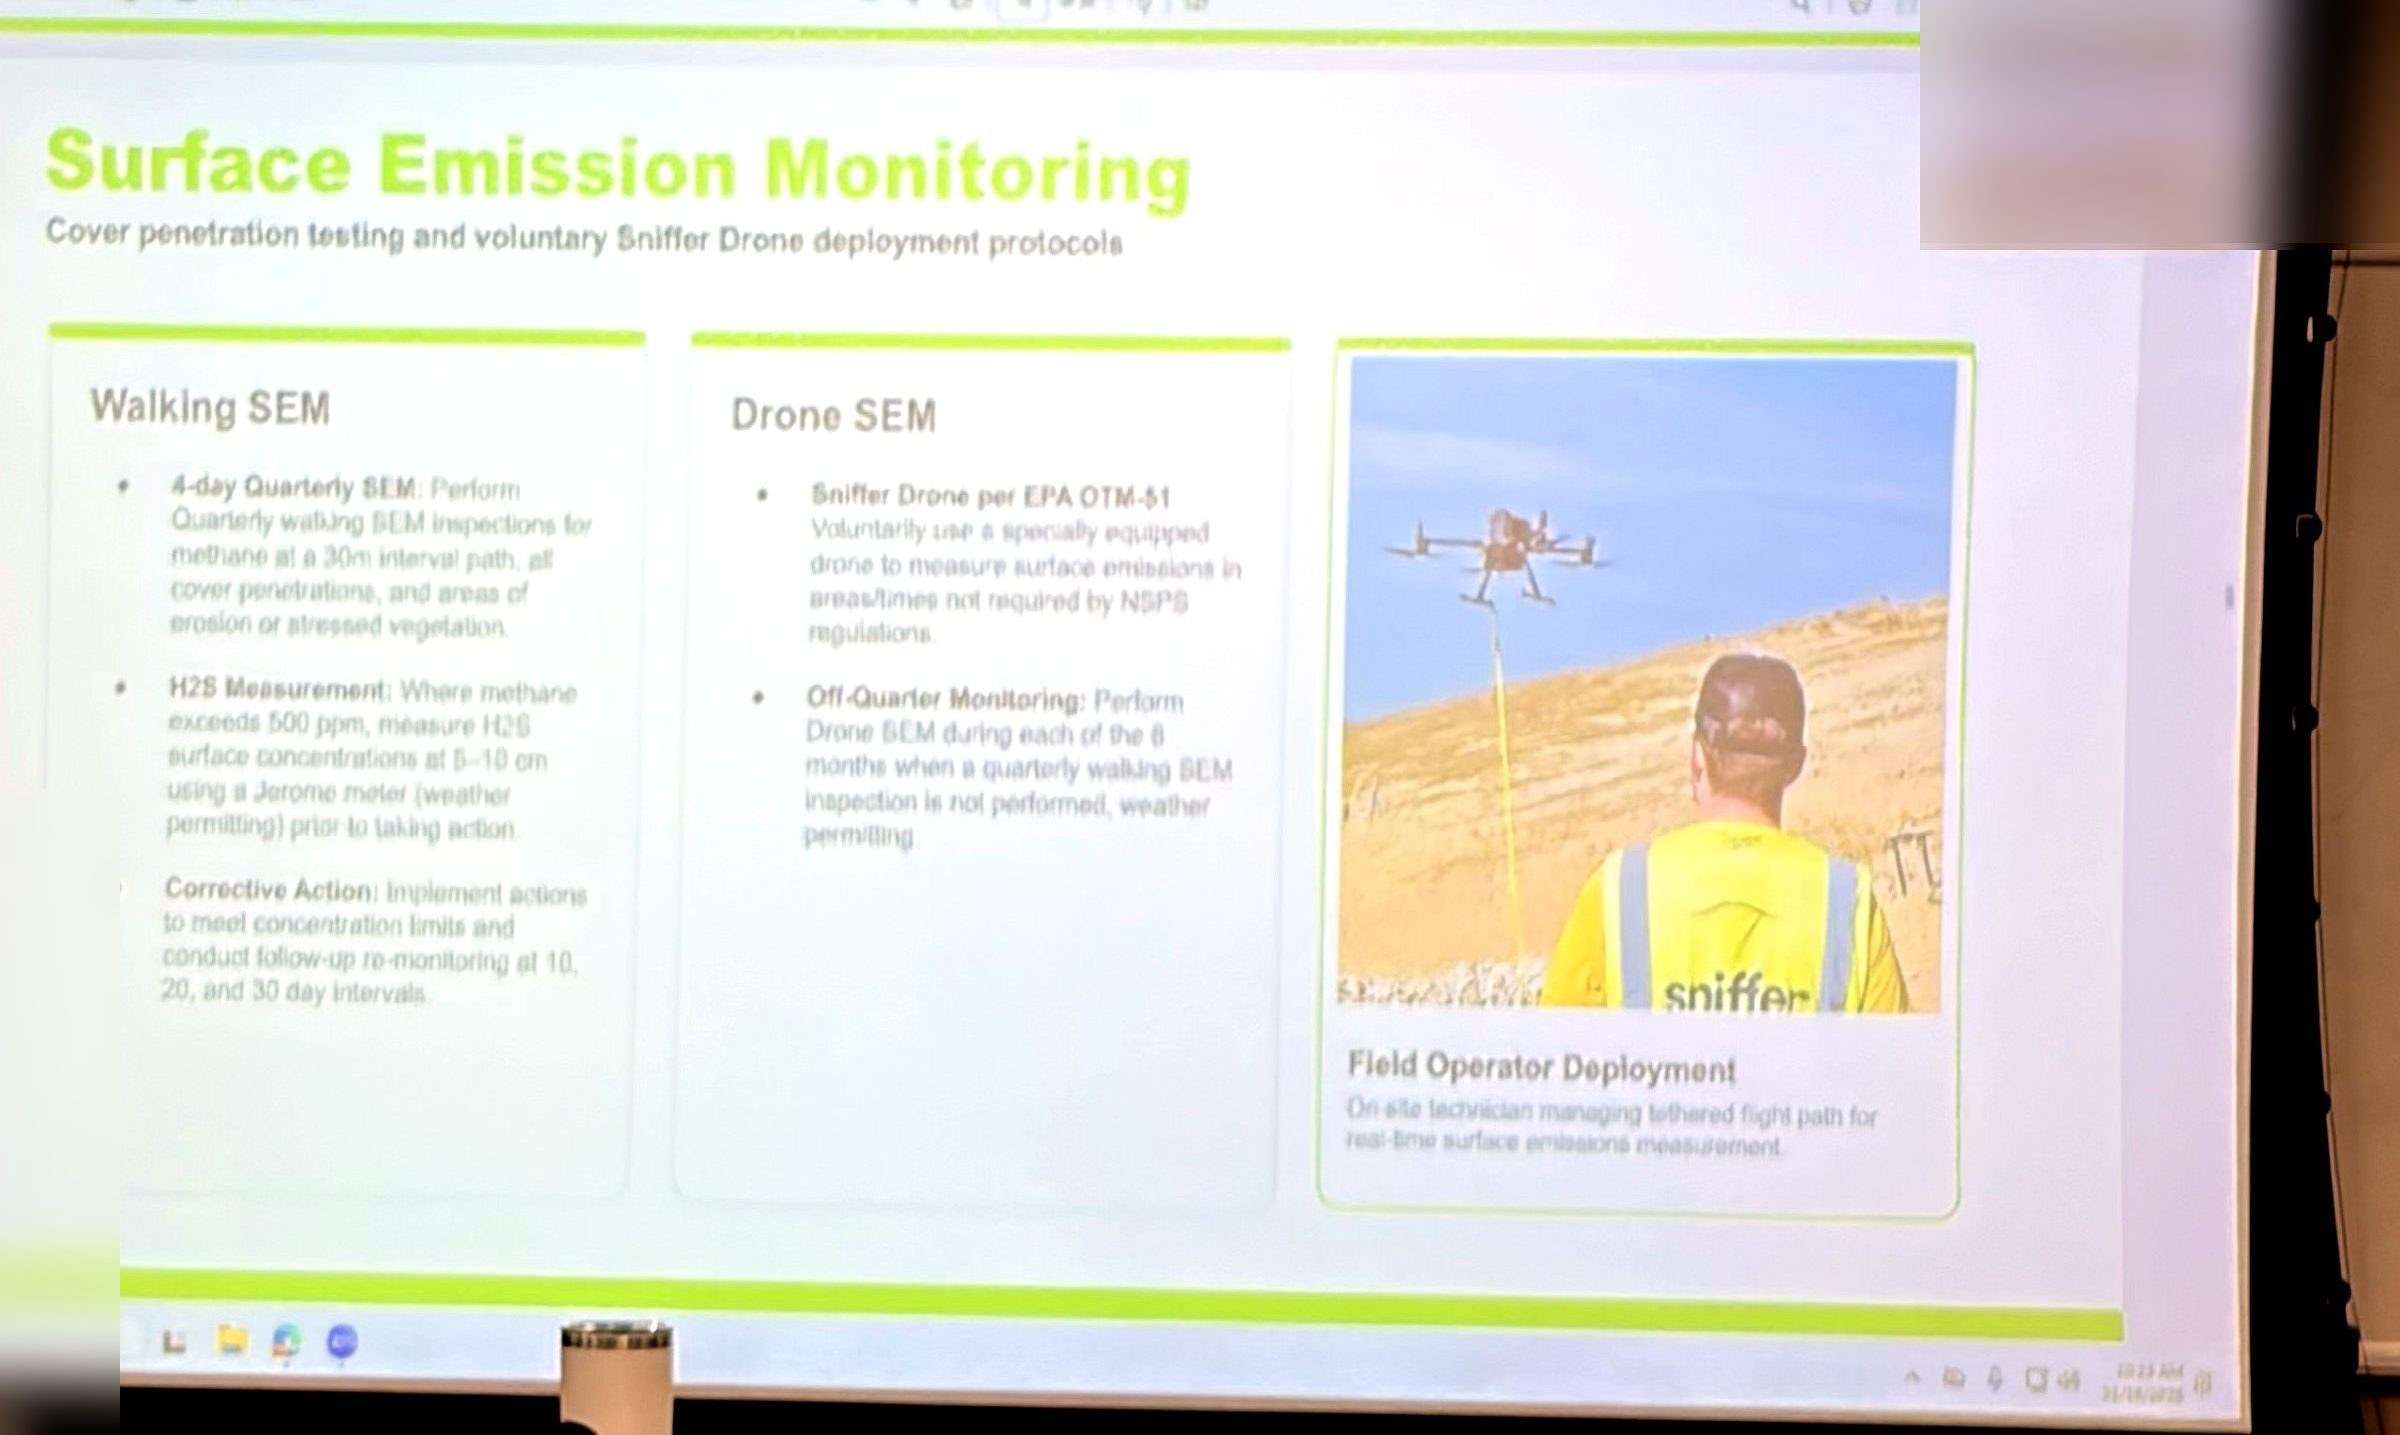 Surface Emission Monitoring
Cover penetration testing and voluntary Sniffer Drone deployment protocols
Walking SEM
• 4-day Quarterly SEM: Perform
Quarterly walking SEM inspections for
methane at a 30m interval path, all
cover penetrations, and areas of
erosion or stressed vegetation.
• H2S Measurement: Where methane
exceeds 500 ppm, measure H2S
surface concentrations at 5–10 cm
using a Jerome meter (weather
permitting) prior to taking action.
Corrective Action: Implement actions
to meet concentration limits and
conduct follow-up re-monitoring at 10,
20, and 30 day intervals.
Drone SEM
• Sniffer Drone per EPA OTM-51
Voluntarily use a specially equipped
drone to measure surface emissions in
areas/times not required by NSPS
regulations.
• Off-Quarter Monitoring: Perform
Drone SEM during each of the 8
months when a quarterly walking SEM
inspection is not performed, weather
permitting
sniffer
Field Operator Deployment
On-site technician managing tethered flight path for
real-time surface emissions measurement.
10:23 AM